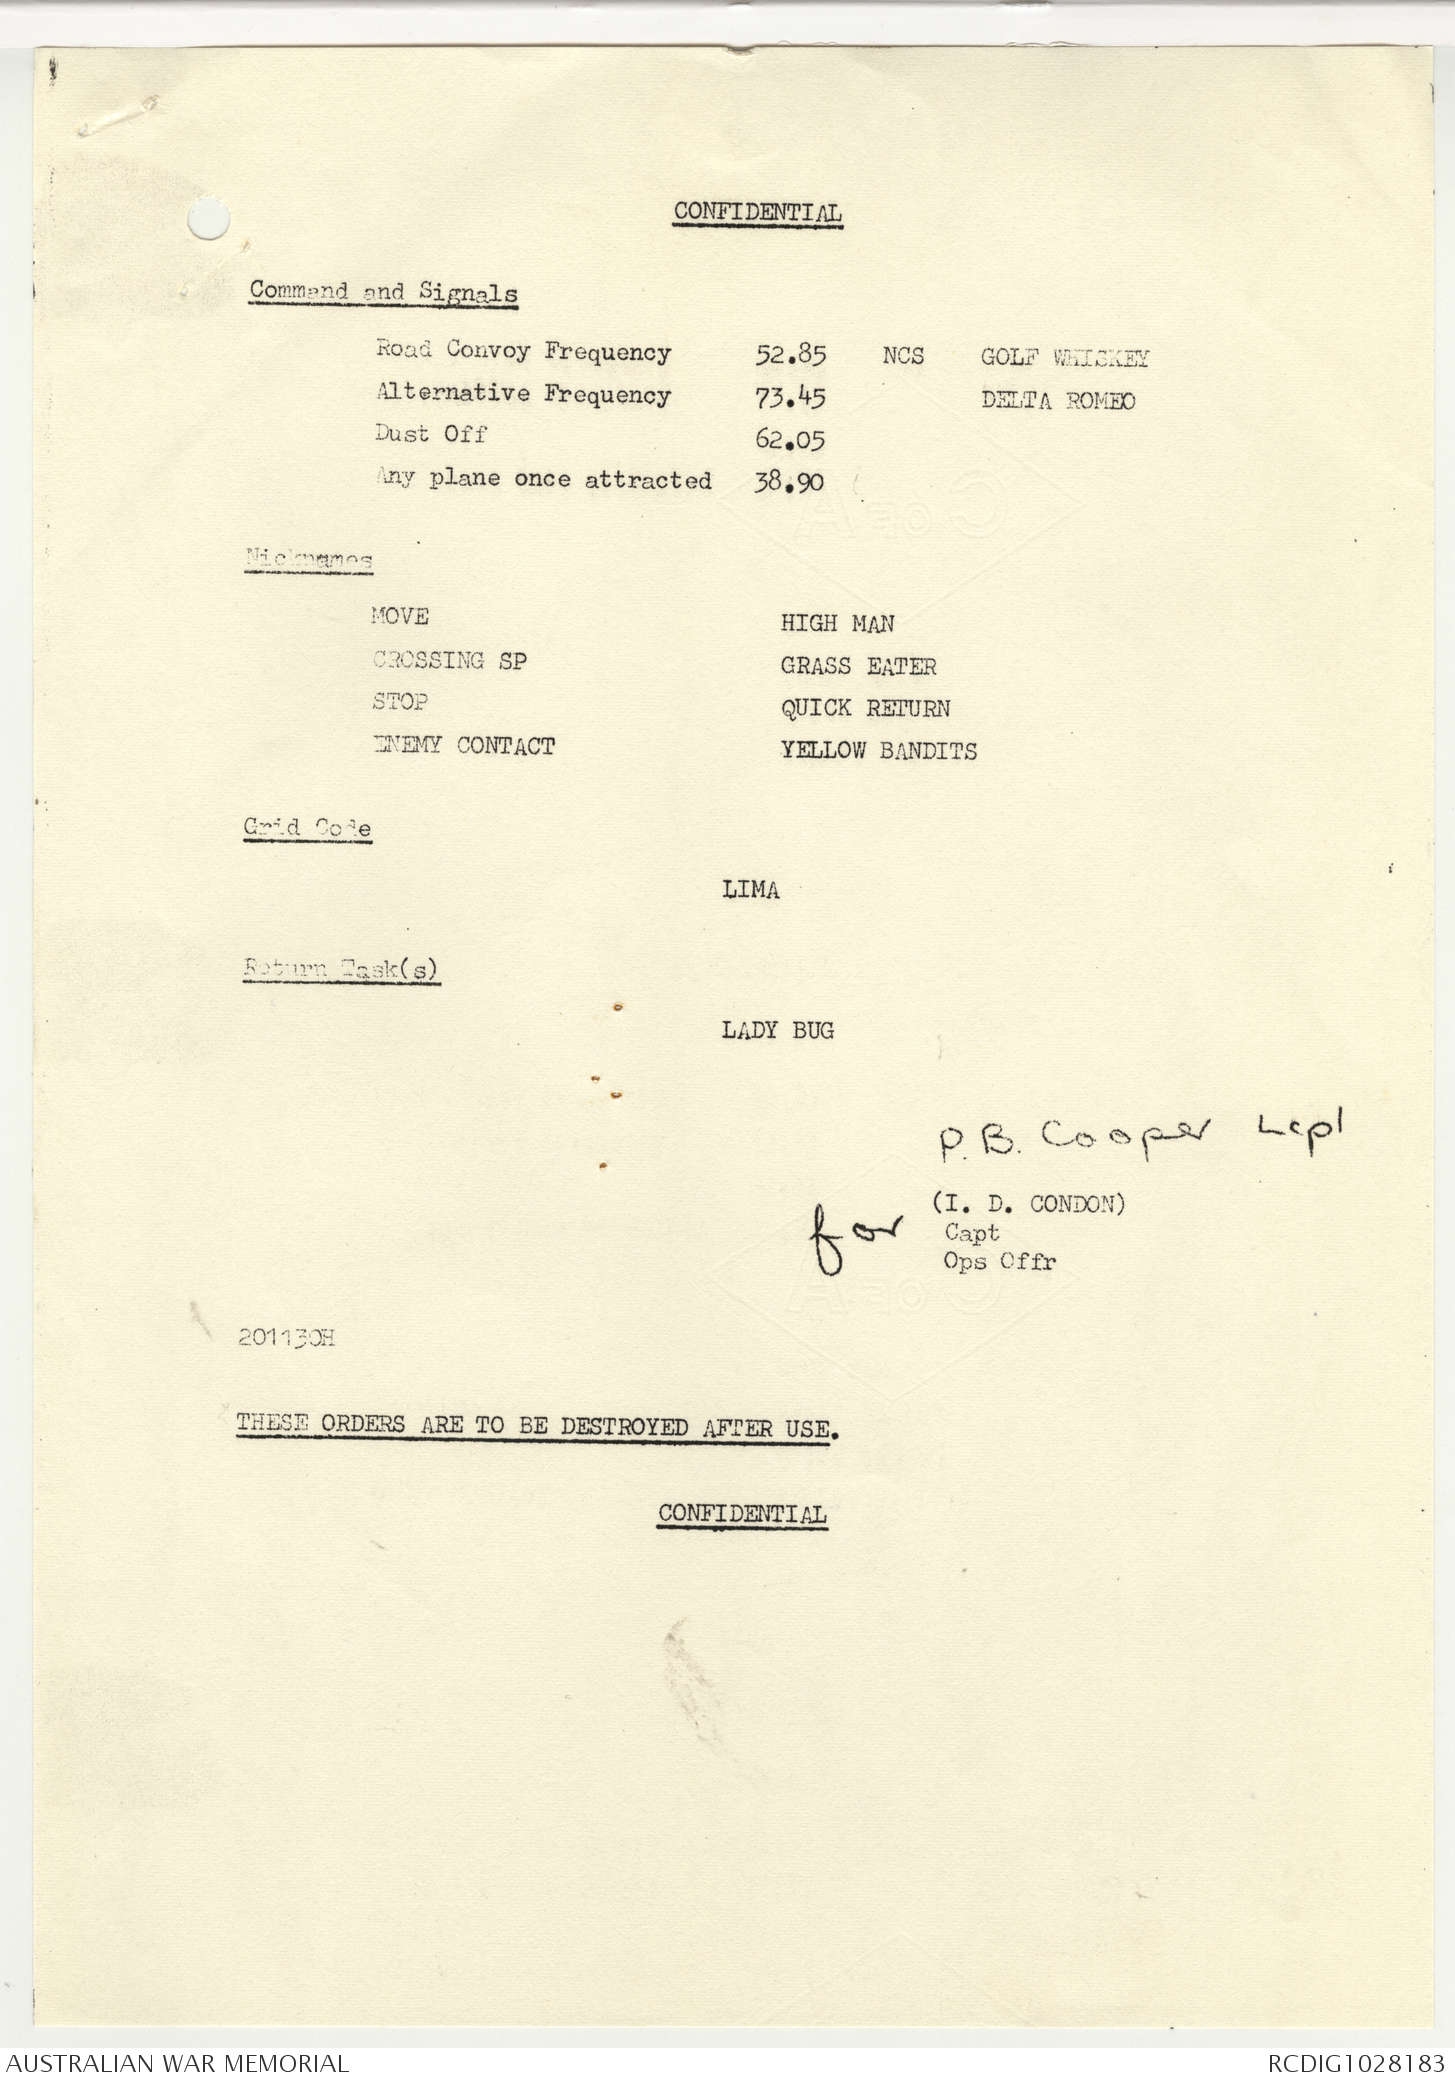 CONFIDENTIAL
Command and Signals
Road Convoy Frequency 52.85 NCS GOLF WHISKEY
Alternative Frequency 73.45 DELTA ROMEO
Dust Off 62.05
Any plane once attracted 38.90
Nicknames
MOVE HIGH MAN
CROSSING SP GRASS EATER
STOP QUICK RETURN
ENEMY CONTACT YELLOW BANDITS
Grid Code
LIMA
Return Task(s)
LADY BUG
P.B. Cooper Lcpl
for (I. D. CONDON)
Capt
Ops Offr
201130H
THESE ORDERS ARE TO BE DESTROYED AFTER USE.
CONFIDENTIAL
AUSTRALIAN WAR MEMORIAL RCDIG1028183